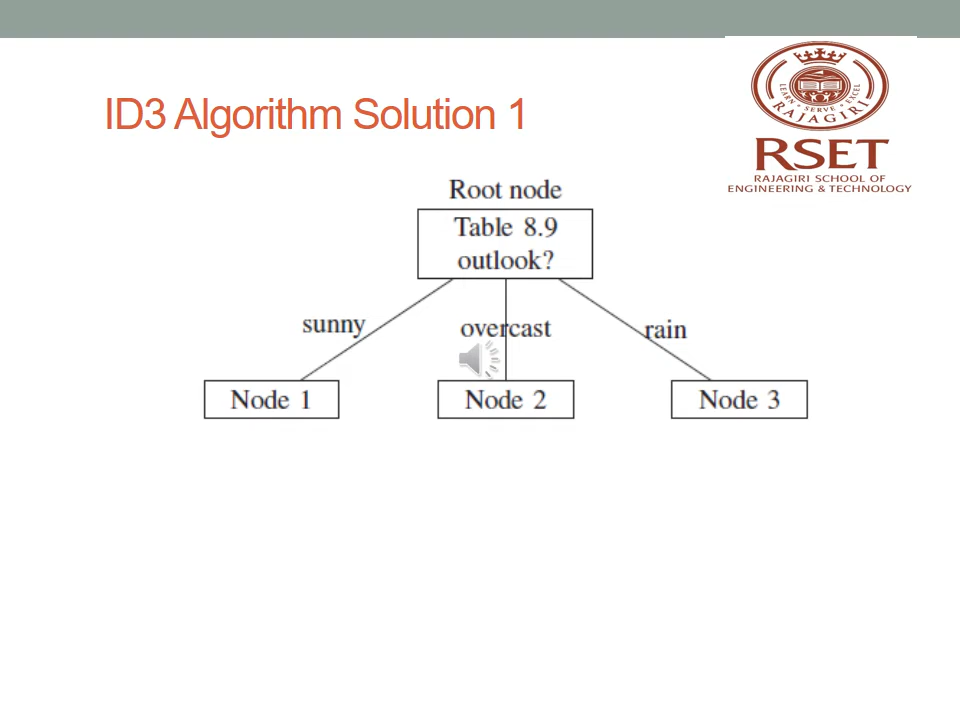 ID3 Algorithm Solution 1
LEARN • SERVE • EXCEL
RAJAGIRI
RSET
RAJAGIRI SCHOOL OF
ENGINEERING & TECHNOLOGY
Root node
Table 8.9
outlook?
sunny
overcast
rain
Node 1
Node 2
Node 3